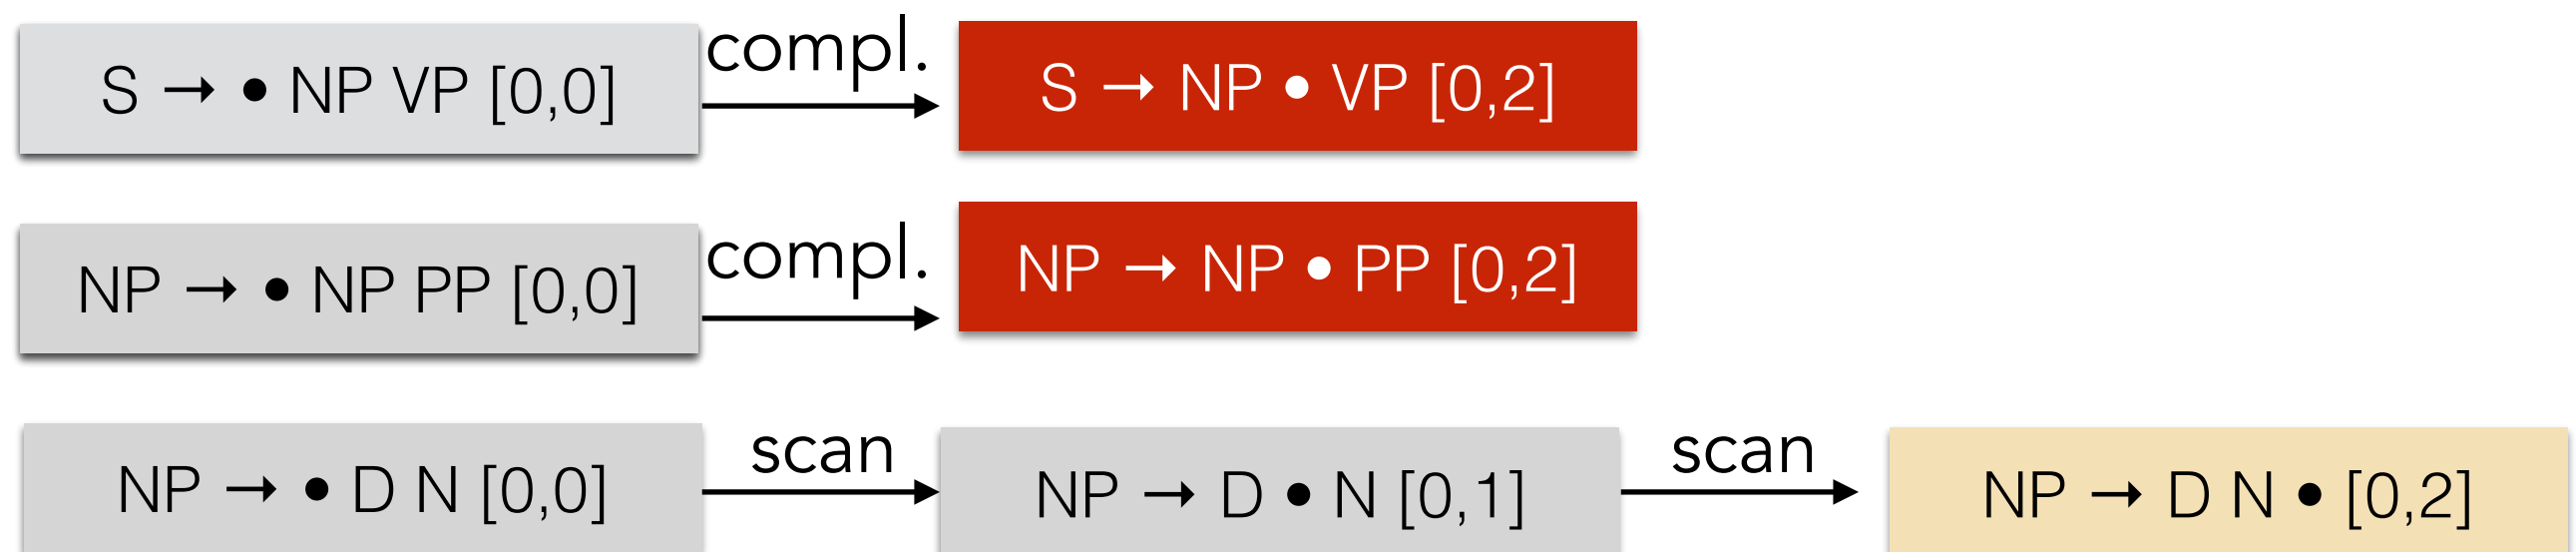 S → • NP VP [0,0] compl. S → NP • VP [0,2]
NP → • NP PP [0,0] compl. NP → NP • PP [0,2]
NP → • D N [0,0] scan NP → D • N [0,1] scan NP → D N • [0,2]